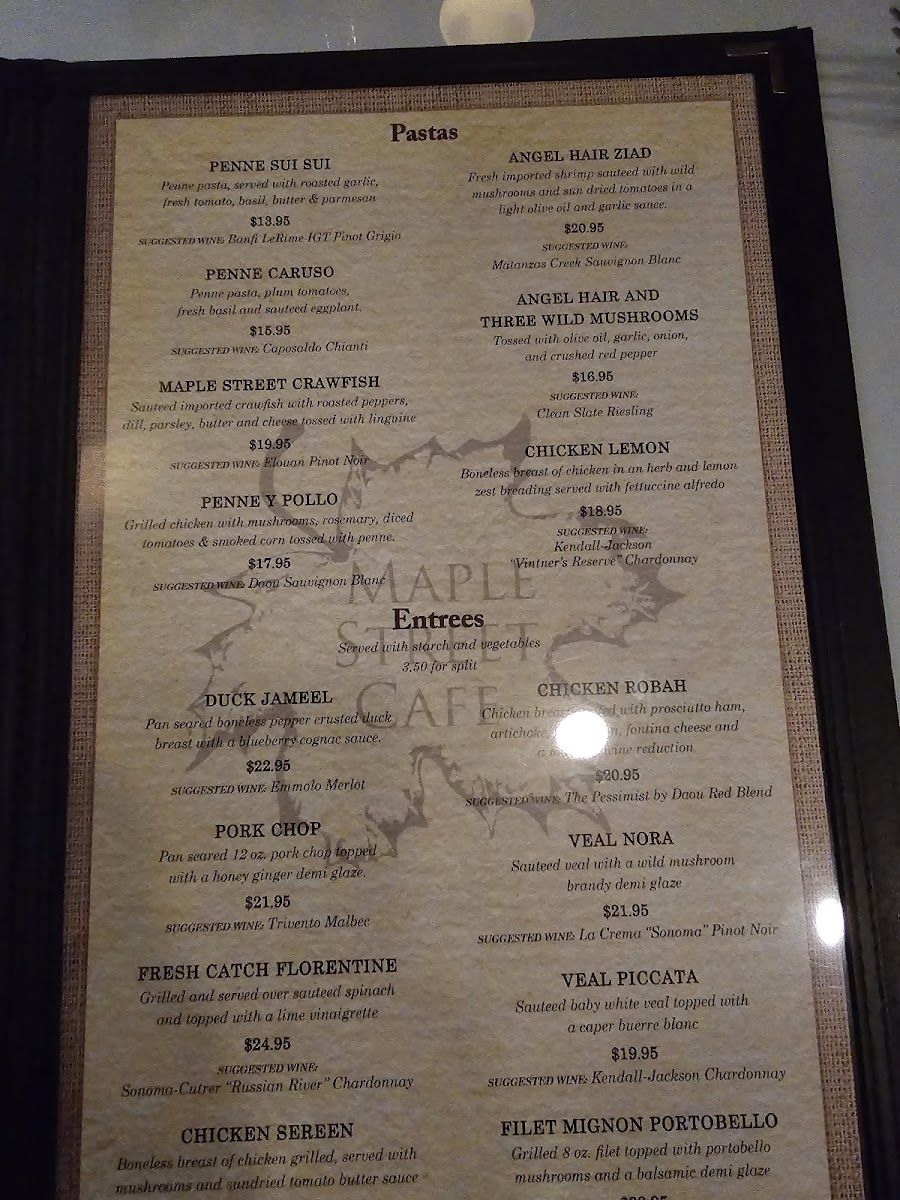 Pastas
PENNE SUI SUI
Penne pasta, served with roasted garlic,
fresh tomato, basil, butter & parmesan
$13.95
SUGGESTED WINE: Banfi LeRime IGT Pinot Grigio
PENNE CARUSO
Penne pasta, plum tomatoes,
fresh basil and sauteed eggplant.
$15.95
SUGGESTED WINE: Caposaldo Chianti
MAPLE STREET CRAWFISH
Sauteed imported crawfish with roasted peppers,
dill, parsley, butter and cheese tossed with linguine
$19.95
SUGGESTED WINE: Elouan Pinot Noir
PENNE Y POLLO
Grilled chicken with mushrooms, rosemary, diced
tomatoes & smoked corn tossed with penne.
$17.95
SUGGESTED WINE: Daou Sauvignon Blanc
ANGEL HAIR ZIAD
Fresh imported shrimp sauteed with wild
mushrooms and sun dried tomatoes in a
light olive oil and garlic sauce.
$20.95
SUGGESTED WINE:
Matanzas Creek Sauvignon Blanc
ANGEL HAIR AND
THREE WILD MUSHROOMS
Tossed with olive oil, garlic, onion,
and crushed red pepper
$16.95
SUGGESTED WINE:
Clean Slate Riesling
CHICKEN LEMON
Boneless breast of chicken in an herb and lemon
zest breading served with fettuccine alfredo
$18.95
SUGGESTED WINE:
Kendall-Jackson
"Vintner's Reserve" Chardonnay
MAPLE
STREET
CAFE
Entrees
Served with starch and vegetables
3.50 for split
DUCK JAMEEL
Pan seared boneless pepper crusted duck
breast with a blueberry cognac sauce.
$22.95
SUGGESTED WINE: Emmolo Merlot
PORK CHOP
Pan seared 12 oz. pork chop topped
with a honey ginger demi glaze.
$21.95
SUGGESTED WINE: Trivento Malbec
FRESH CATCH FLORENTINE
Grilled and served over sauteed spinach
and topped with a lime vinaigrette
$24.95
SUGGESTED WINE:
Sonoma-Cutrer "Russian River" Chardonnay
CHICKEN SEREEN
Boneless breast of chicken grilled, served with
mushrooms and sundried tomato butter sauce
CHICKEN ROBAH
Chicken breast with prosciutto ham,
artichoke, fontina cheese and
a wine reduction
$20.95
SUGGESTED WINE: The Pessimist by Daou Red Blend
VEAL NORA
Sauteed veal with a wild mushroom
brandy demi glaze
$21.95
SUGGESTED WINE: La Crema "Sonoma" Pinot Noir
VEAL PICCATA
Sauteed baby white veal topped with
a caper buerre blanc
$19.95
SUGGESTED WINE: Kendall-Jackson Chardonnay
FILET MIGNON PORTOBELLO
Grilled 8 oz. filet topped with portobello
mushrooms and a balsamic demi glaze